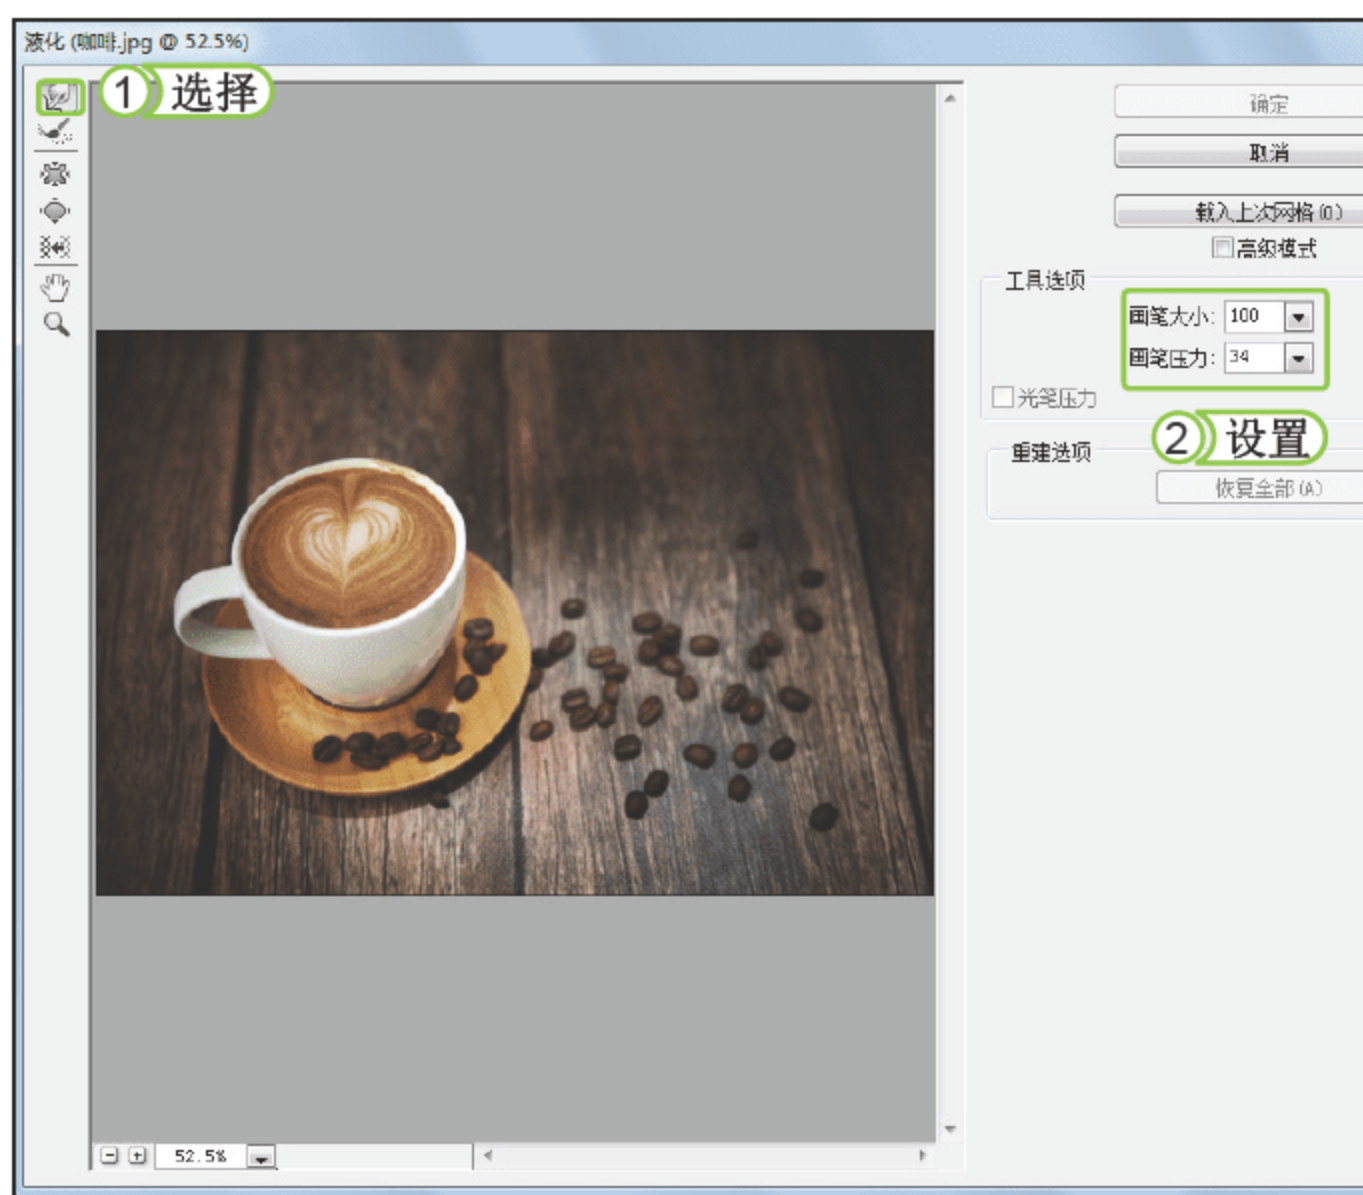 液化 (咖啡.jpg @ 52.5%)
1 选择
确定
取消
载入上次网格(O)
高级模式
工具选项
画笔大小: 100
画笔压力: 34
光笔压力
2 设置
重建选项
恢复全部(A)
52.5%